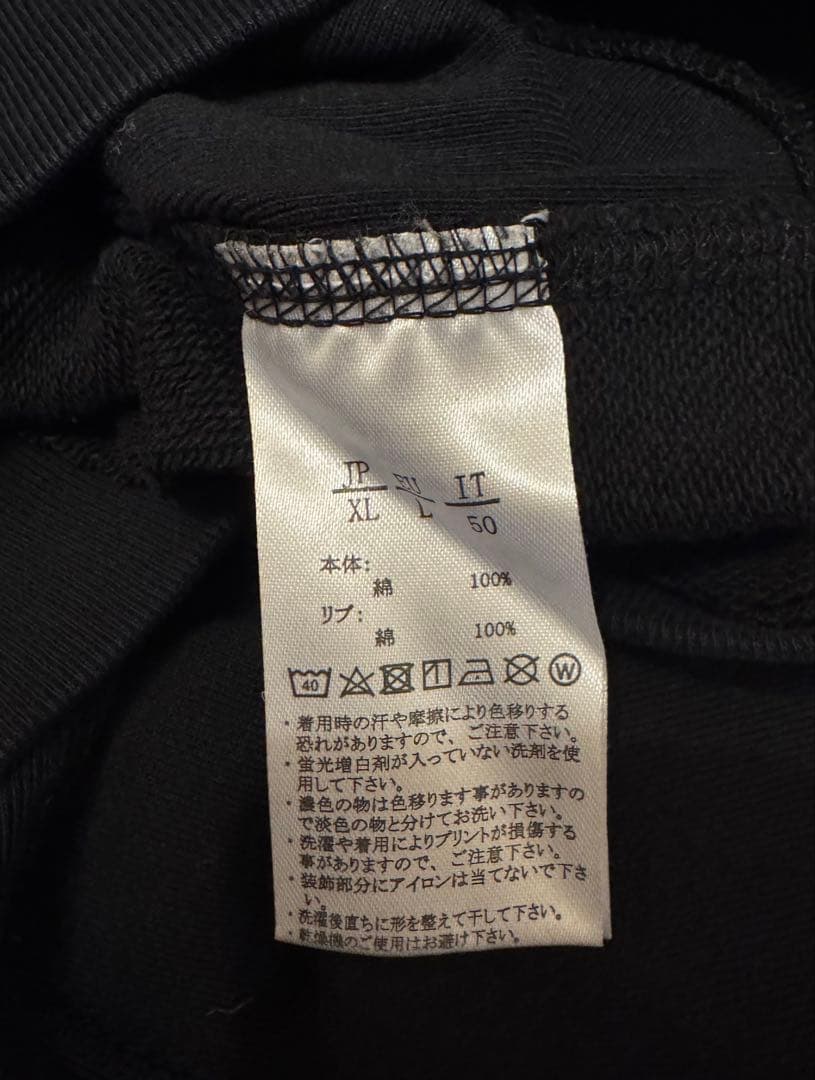 JP EU IT
XL L 50
本体:
綿 100%
リブ:
綿 100%
40 W
・着用時の汗や摩擦により色移りする
恐れがありますので、ご注意下さい。
・蛍光増白剤が入っていない洗剤を使
用して下さい。
・濃色の物は色移ります事がありますの
で淡色の物と分けてお洗い下さい。
・洗濯や着用によりプリントが損傷する
事がありますので、ご注意下さい。
・装飾部分にアイロンは当てないで下さ
い。
・洗濯後直ちに形を整えて干して下さい。
・乾燥機のご使用はお避け下さい。